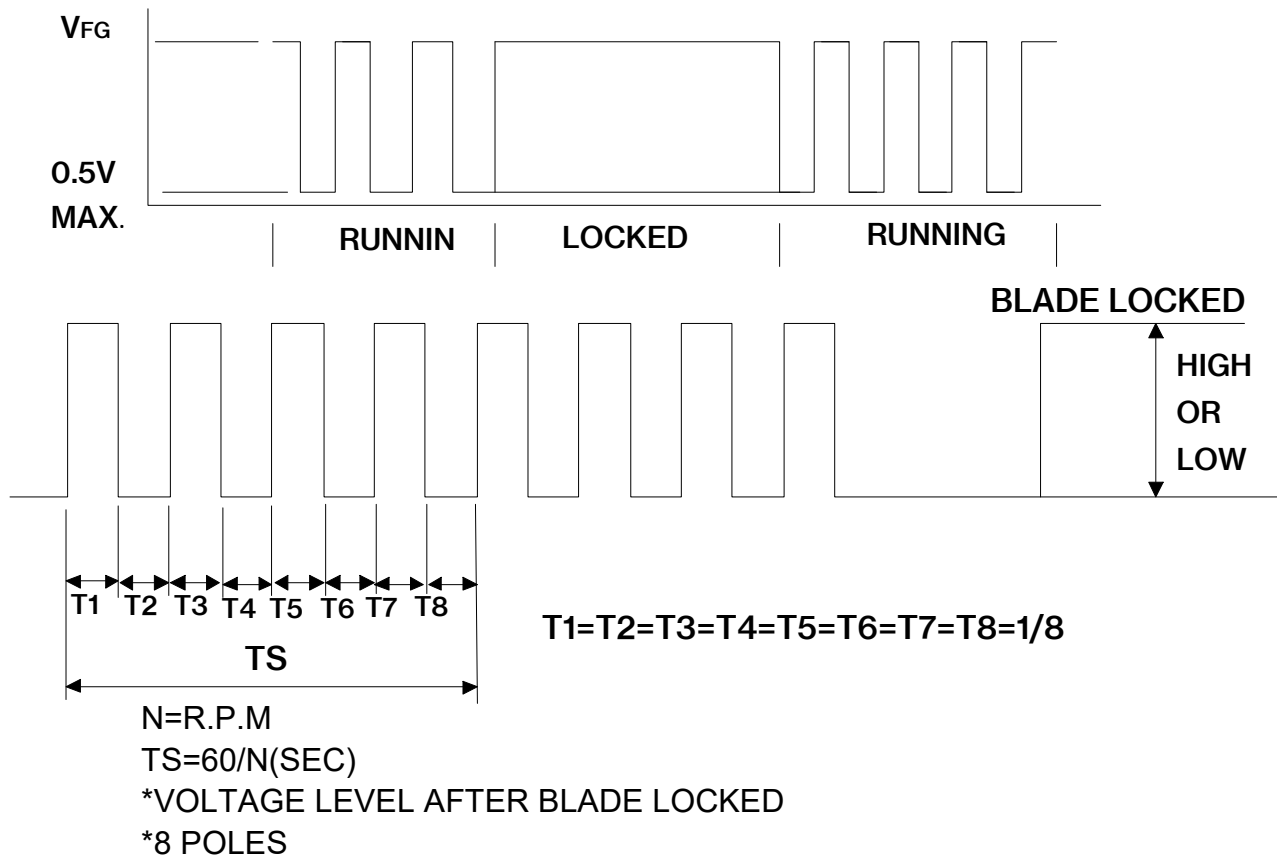 VFG
0.5V
MAX.
RUNNIN LOCKED RUNNING
BLADE LOCKED
HIGH
OR
LOW
T1 T2 T3 T4 T5 T6 T7 T8
T1=T2=T3=T4=T5=T6=T7=T8=1/8
TS
N=R.P.M
TS=60/N(SEC)
*VOLTAGE LEVEL AFTER BLADE LOCKED
*8 POLES